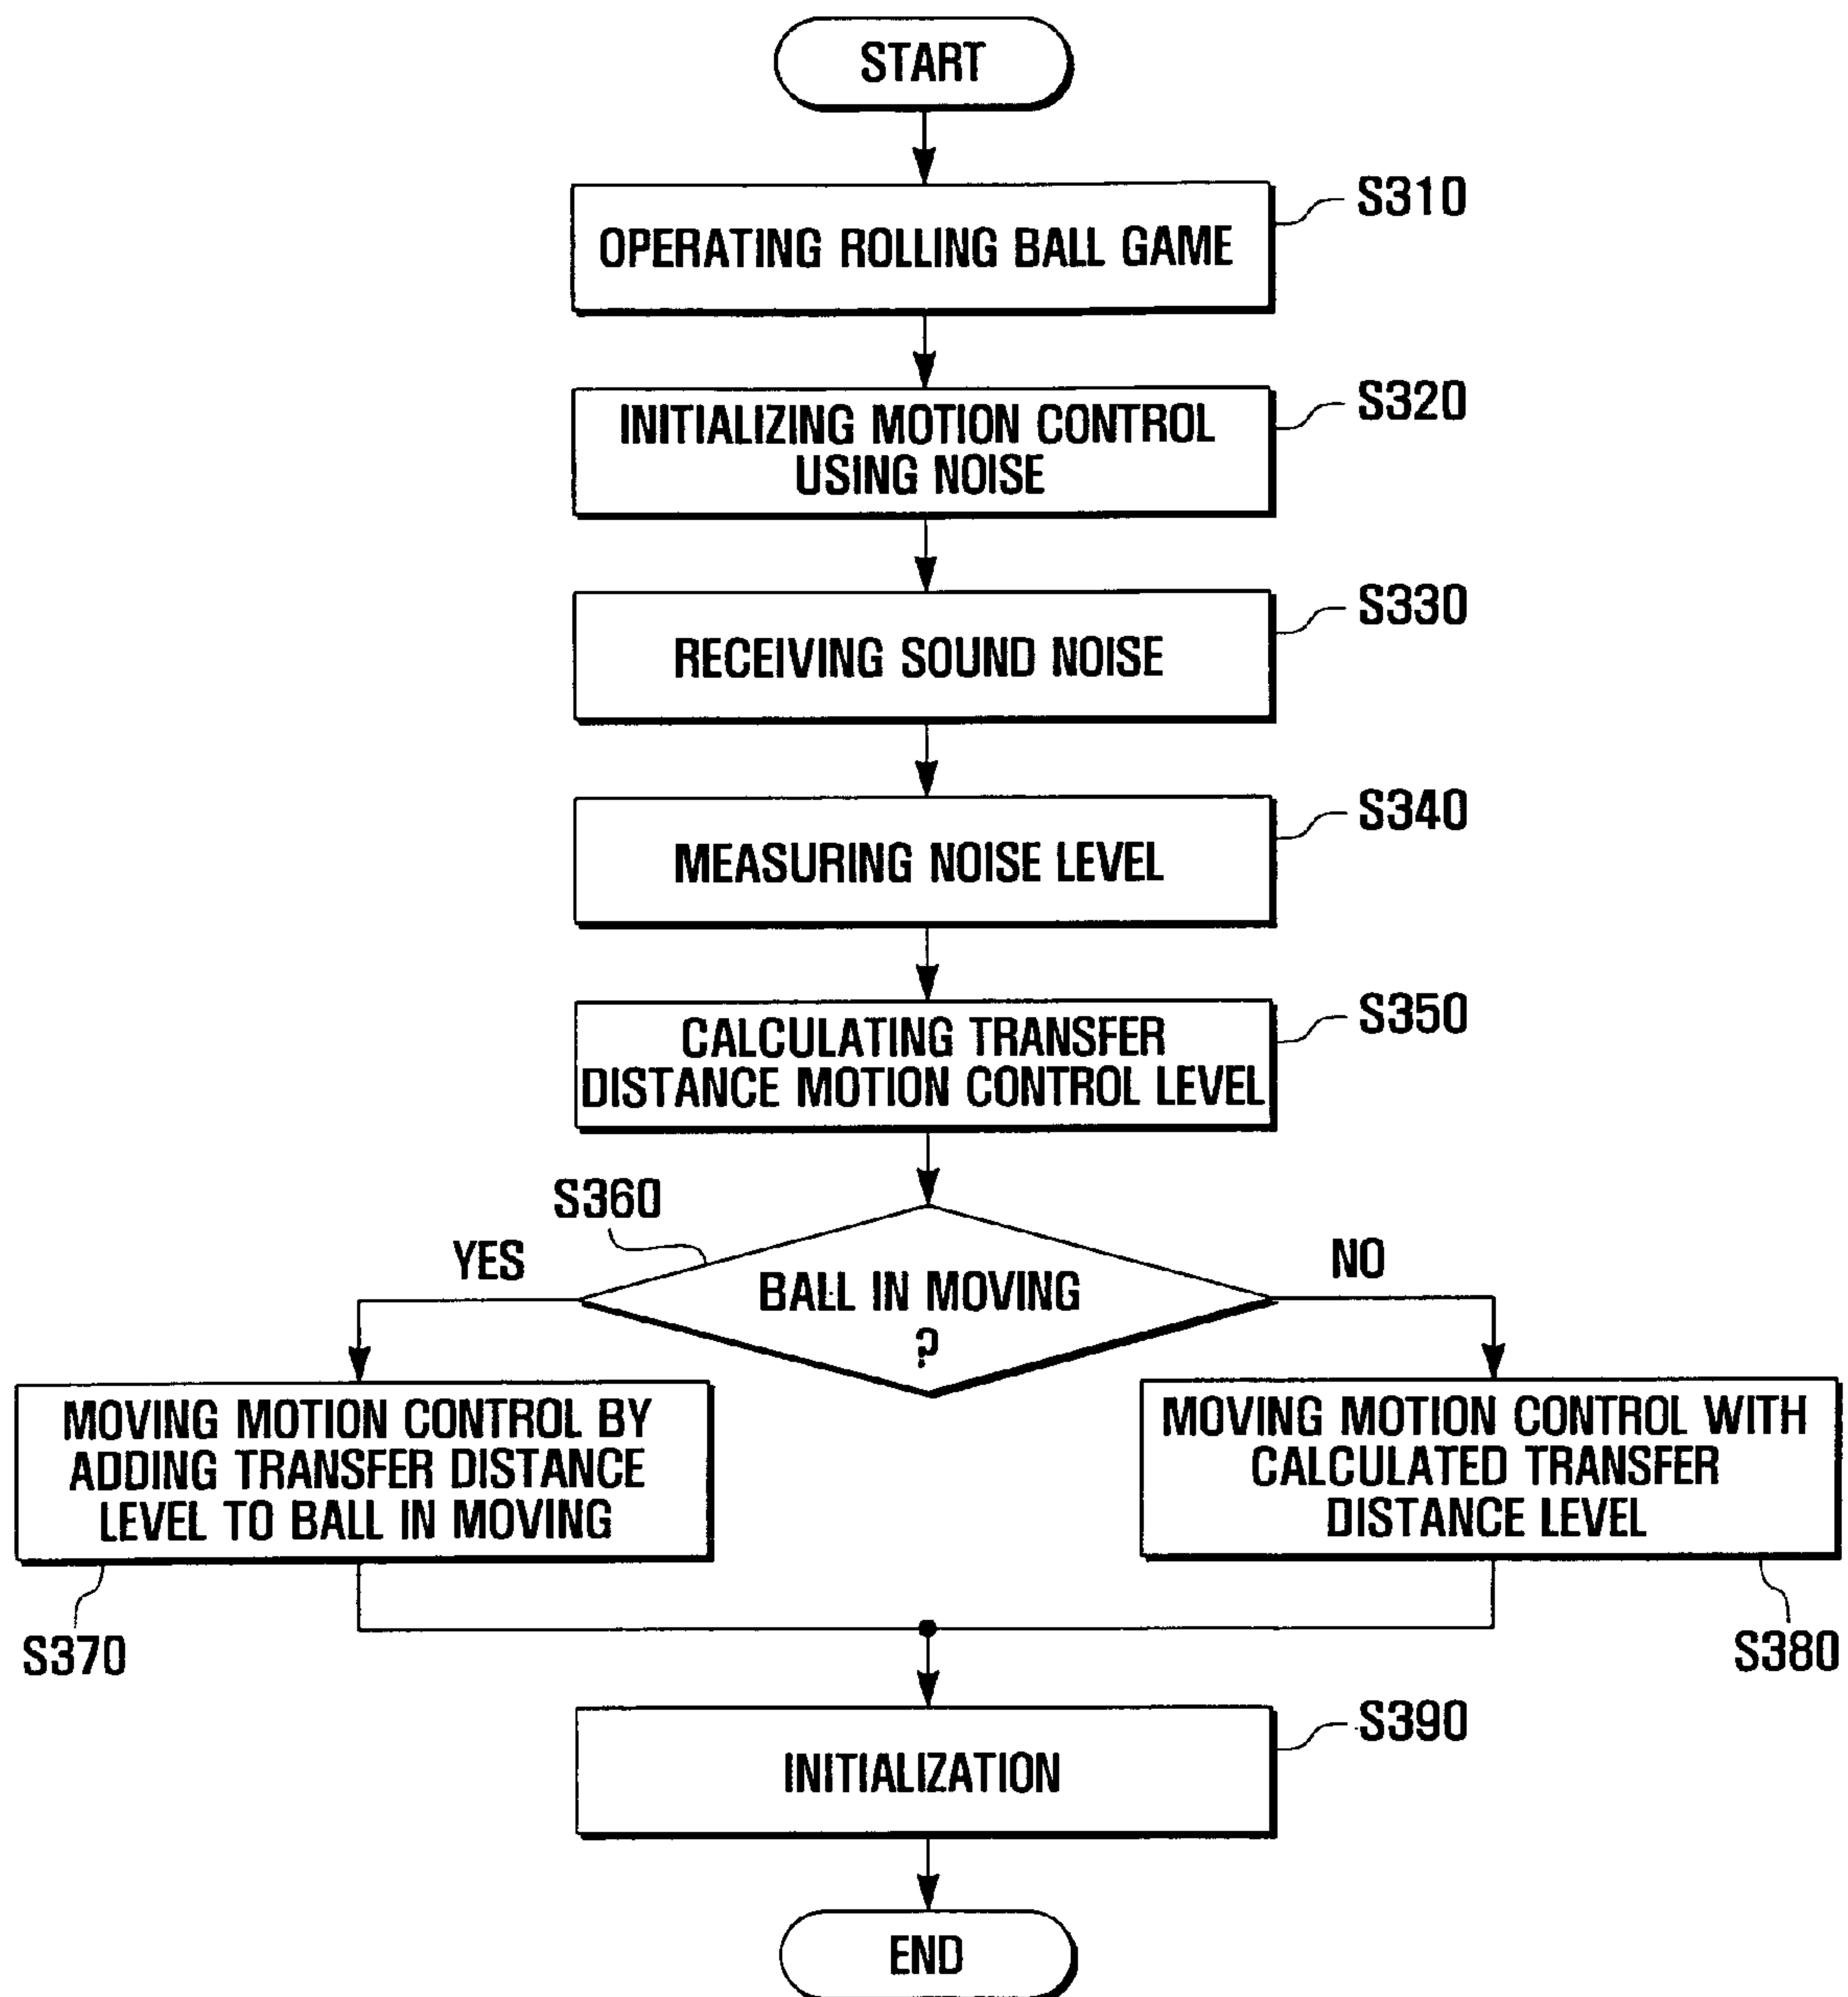 START
OPERATING ROLLING BALL GAME
S310
INITIALIZING MOTION CONTROL
USING NOISE
S320
RECEIVING SOUND NOISE
S330
MEASURING NOISE LEVEL
S340
CALCULATING TRANSFER
DISTANCE MOTION CONTROL LEVEL
S350
S360
YES
BALL IN MOVING
?
NO
MOVING MOTION CONTROL BY
ADDING TRANSFER DISTANCE
LEVEL TO BALL IN MOVING
S370
MOVING MOTION CONTROL WITH
CALCULATED TRANSFER
DISTANCE LEVEL
S380
INITIALIZATION
S390
END